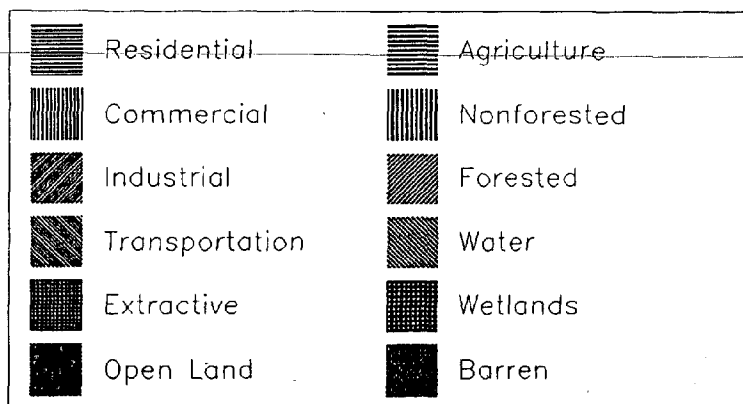 Residential
Commercial
Industrial
Transportation
Extractive
Open Land
Agriculture
Nonforested
Forested
Water
Wetlands
Barren